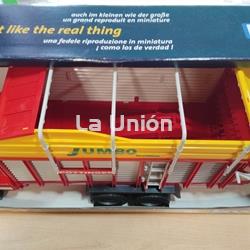 auch im kleinen wie der große
un grand reproduit en miniature
t like the real thing
una fedele riproduzione in miniatura
¡ como los de verdad !
La Unión
JUMBO
PÖTTINGER